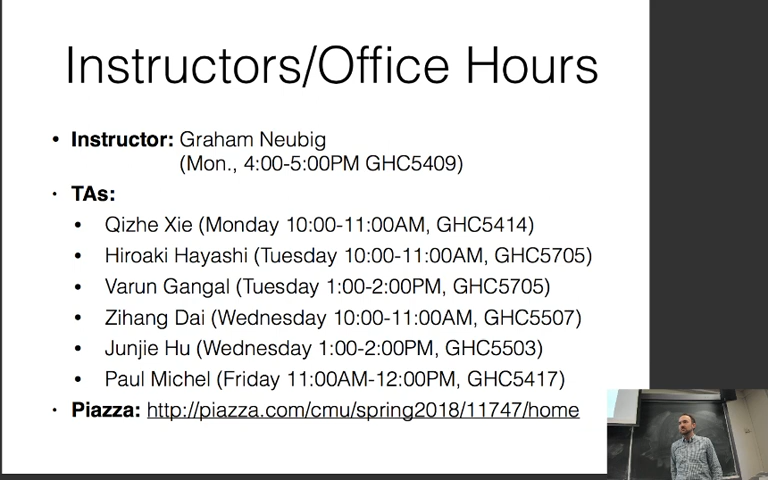 Instructors/Office Hours
• Instructor: Graham Neubig
(Mon., 4:00-5:00PM GHC5409)
• TAs:
• Qizhe Xie (Monday 10:00-11:00AM, GHC5414)
• Hiroaki Hayashi (Tuesday 10:00-11:00AM, GHC5705)
• Varun Gangal (Tuesday 1:00-2:00PM, GHC5705)
• Zihang Dai (Wednesday 10:00-11:00AM, GHC5507)
• Junjie Hu (Wednesday 1:00-2:00PM, GHC5503)
• Paul Michel (Friday 11:00AM-12:00PM, GHC5417)
• Piazza: http://piazza.com/cmu/spring2018/11747/home